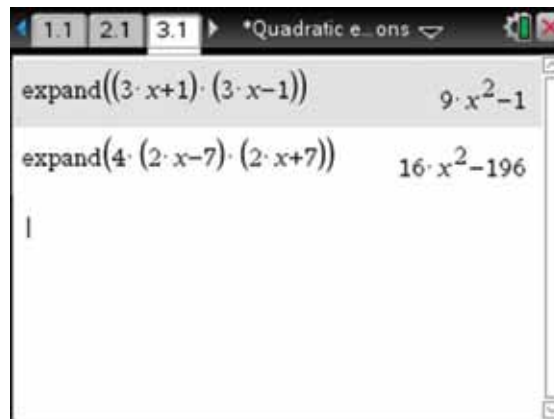 1.1 2.1 3.1 *Quadratic e...ons
expand((3·x+1)·(3·x−1)) 9·x²−1
expand(4·(2·x−7)·(2·x+7)) 16·x²−196